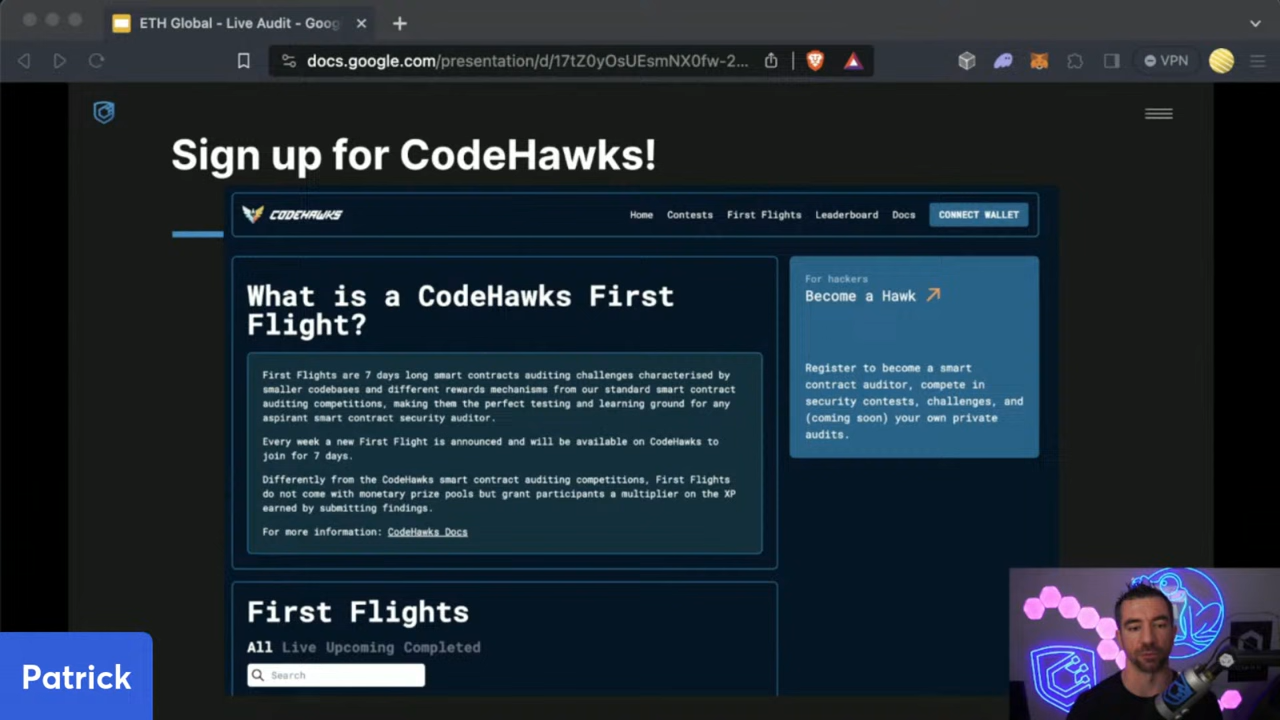 ETH Global - Live Audit - Goog
docs.google.com/presentation/d/17tZ0yOsUEsmNX0fw-2...
VPN
Sign up for CodeHawks!
CODEHAWKS
Home Contests First Flights Leaderboard Docs CONNECT WALLET
What is a CodeHawks First
Flight?
First Flights are 7 days long smart contracts auditing challenges characterised by
smaller codebases and different rewards mechanisms from our standard smart contract
auditing competitions, making them the perfect testing and learning ground for any
aspirant smart contract security auditor.
Every week a new First Flight is announced and will be available on CodeHawks to
join for 7 days.
Differently from the CodeHawks smart contract auditing competitions, First Flights
do not come with monetary prize pools but grant participants a multiplier on the XP
earned by submitting findings.
For more information: CodeHawks Docs
For hackers
Become a Hawk
Register to become a smart
contract auditor, compete in
security contests, challenges, and
(coming soon) your own private
audits.
First Flights
All Live Upcoming Completed
Search
Patrick